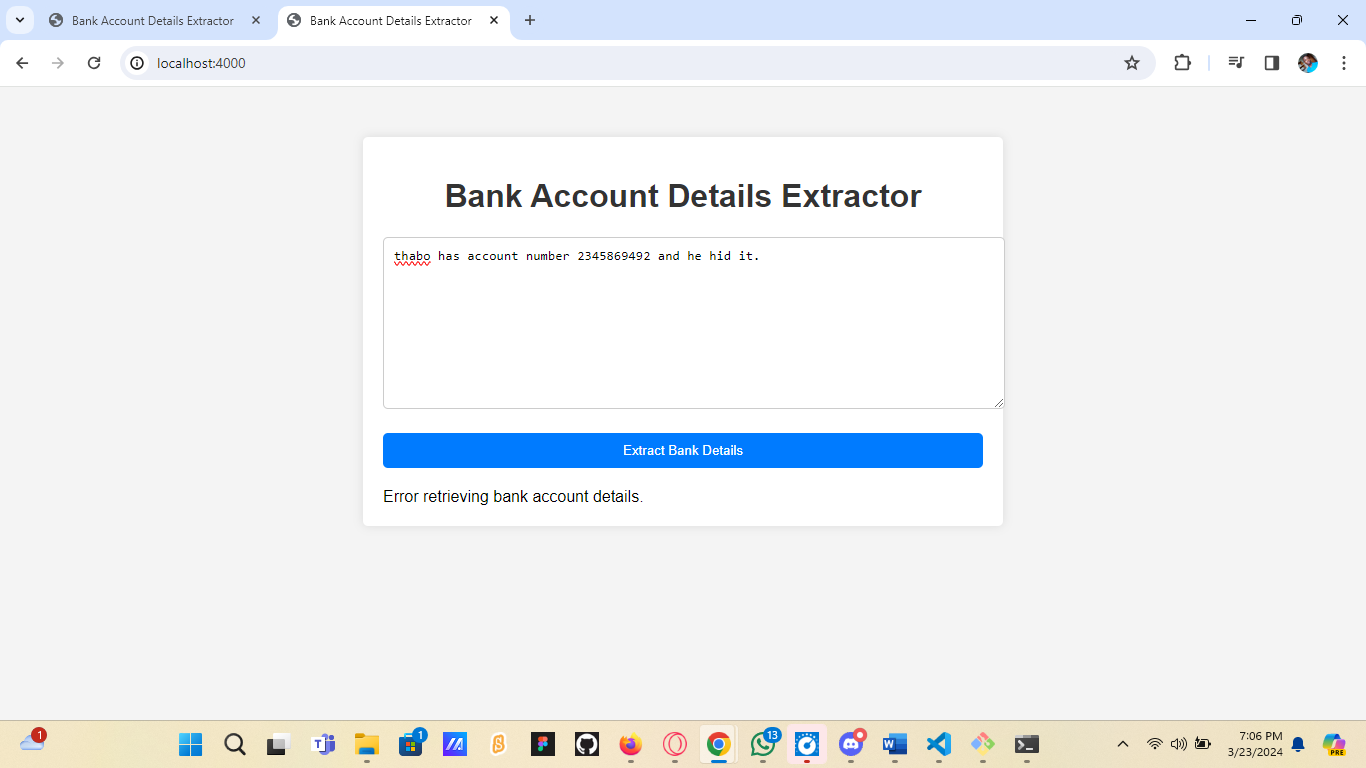 Bank Account Details Extractor
Bank Account Details Extractor
localhost:4000
Bank Account Details Extractor
thabo has account number 2345869492 and he hid it.
Extract Bank Details
Error retrieving bank account details.
1
1
13
7:06 PM
3/23/2024
PRE